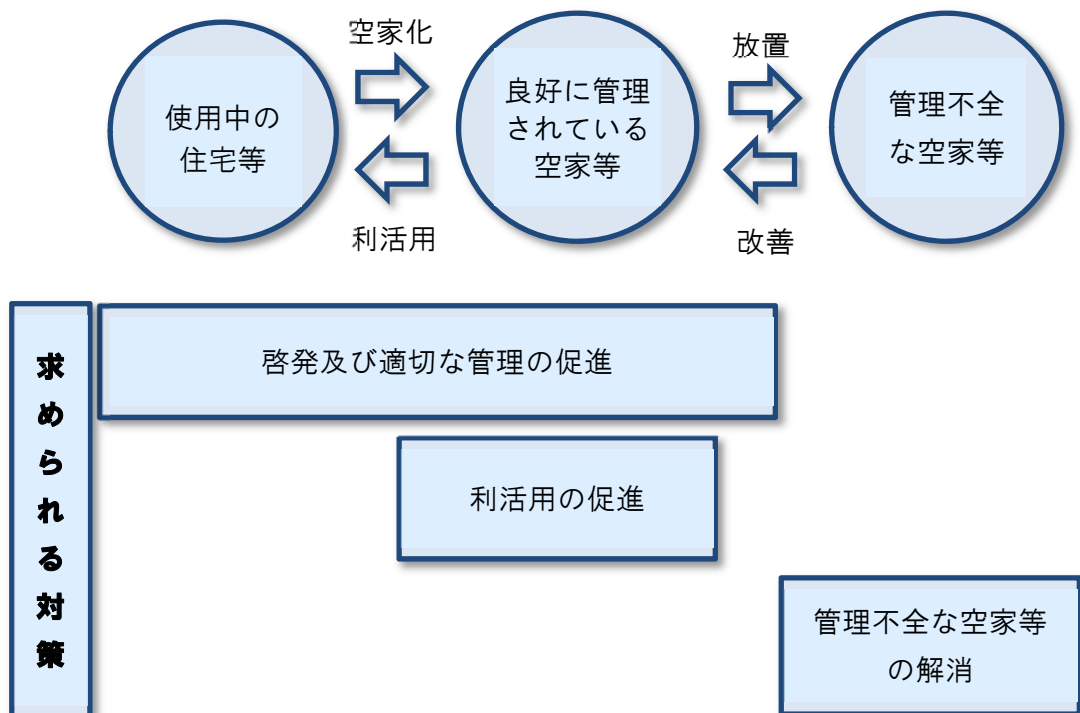 空家化
放置
使用中の
住宅等
良好に管理
されている
空家等
管理不全
な空家等
利活用
改善
求められる対策
啓発及び適切な管理の促進
利活用の促進
管理不全な空家等
の解消